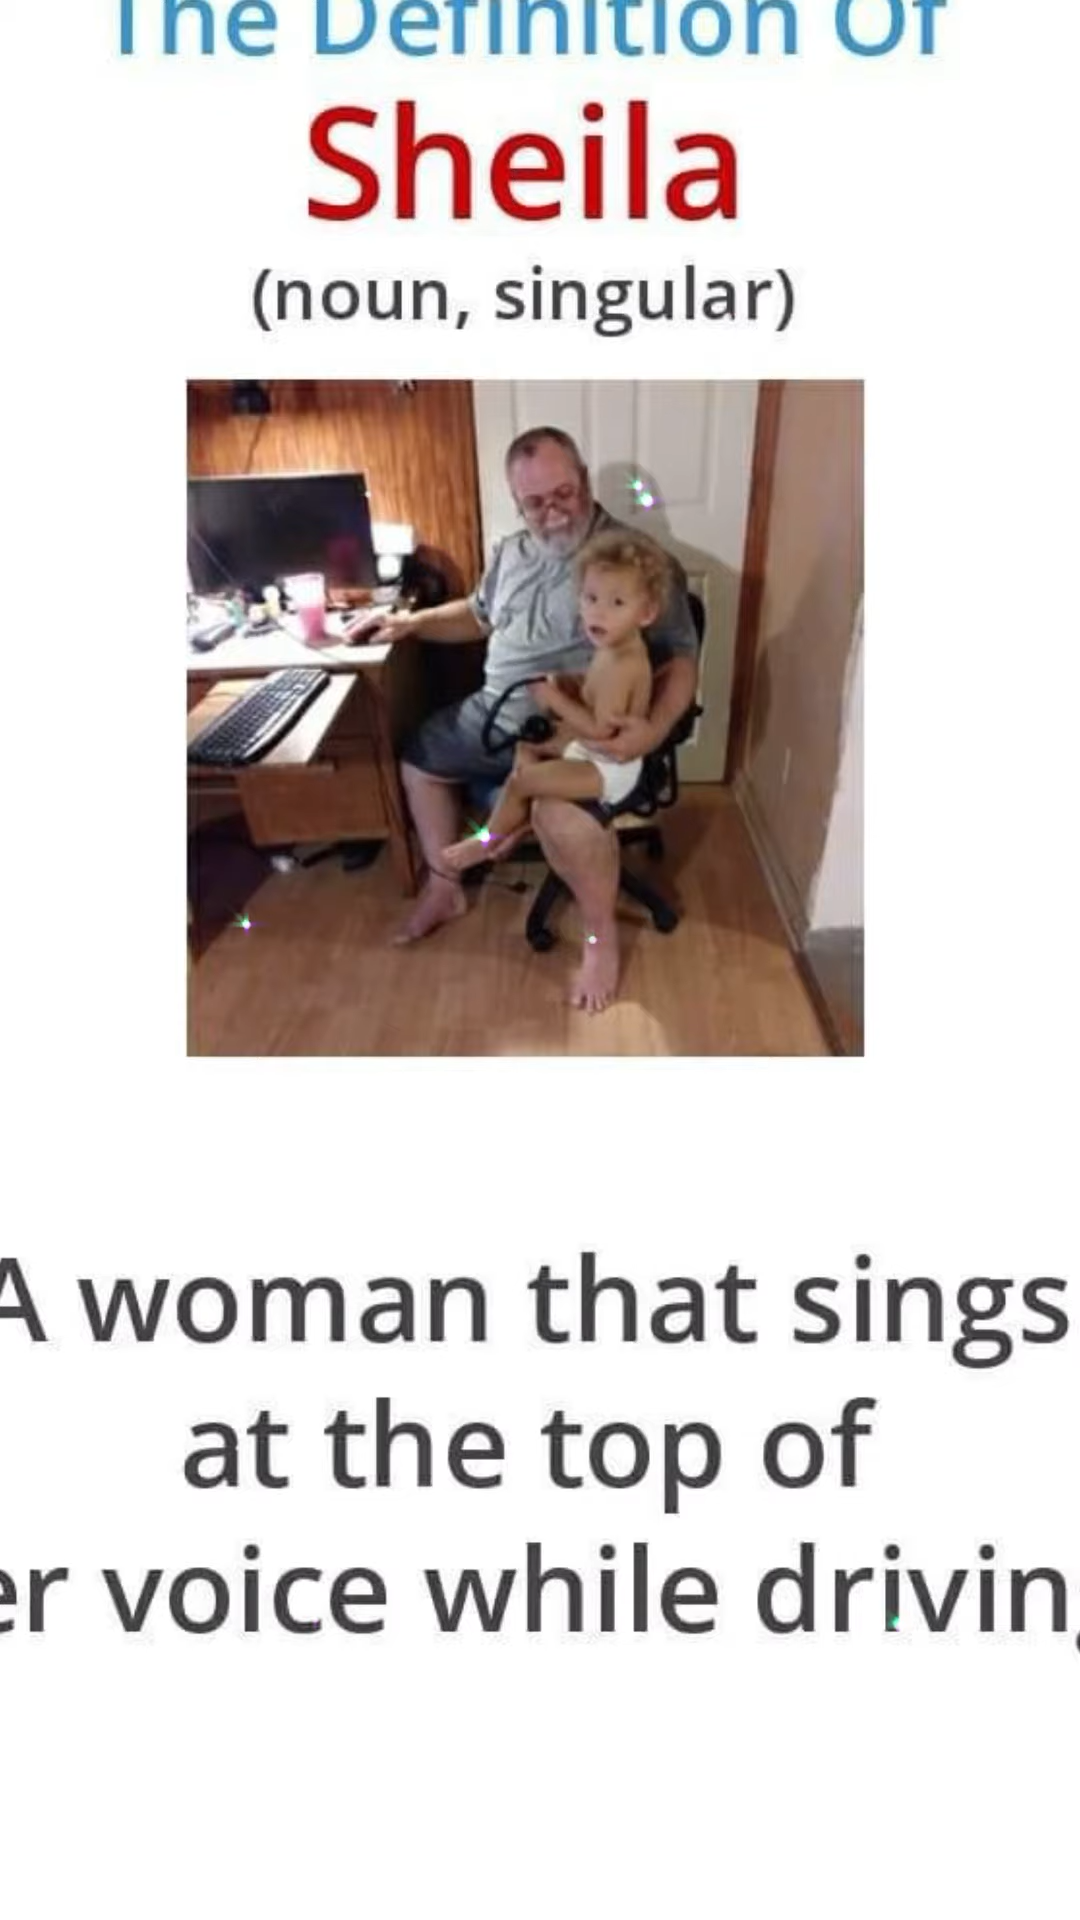 The Definition Of
Sheila
(noun, singular)
A woman that sings
at the top of
er voice while drivin